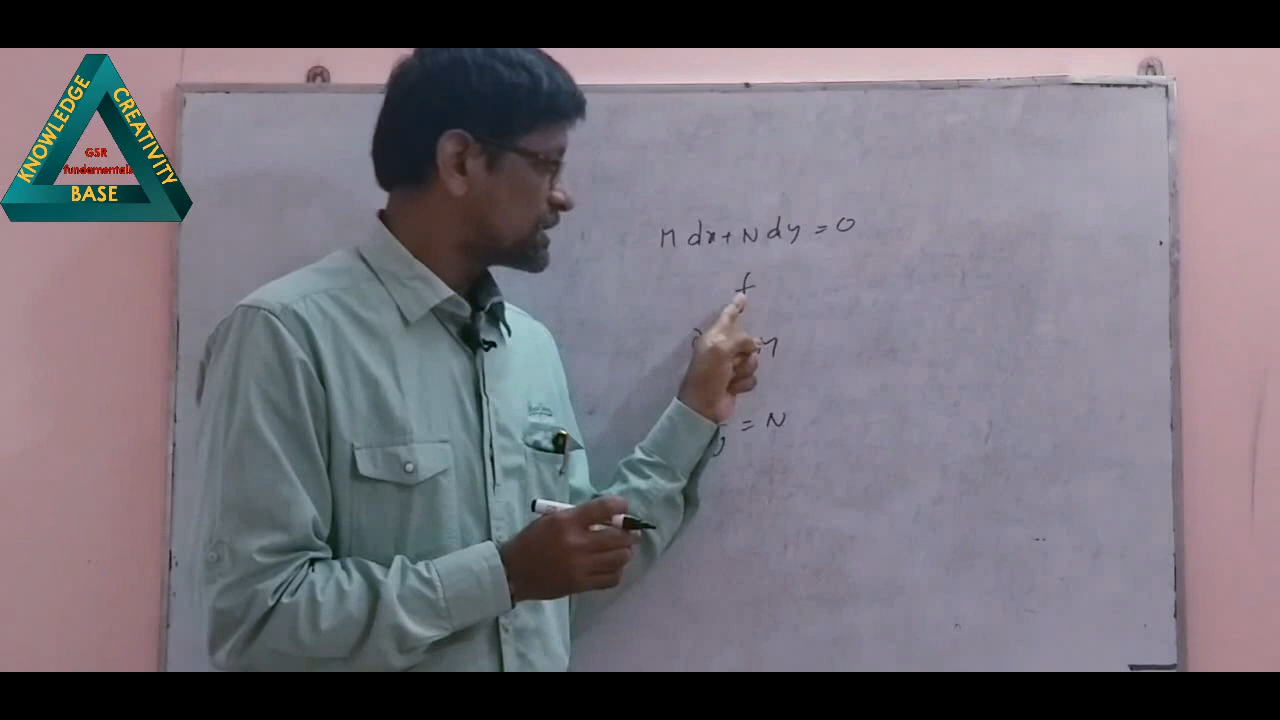 KNOWLEDGE
CREATIVITY
GSR
fundamentals
BASE
M dx + N dy = 0
f
= N